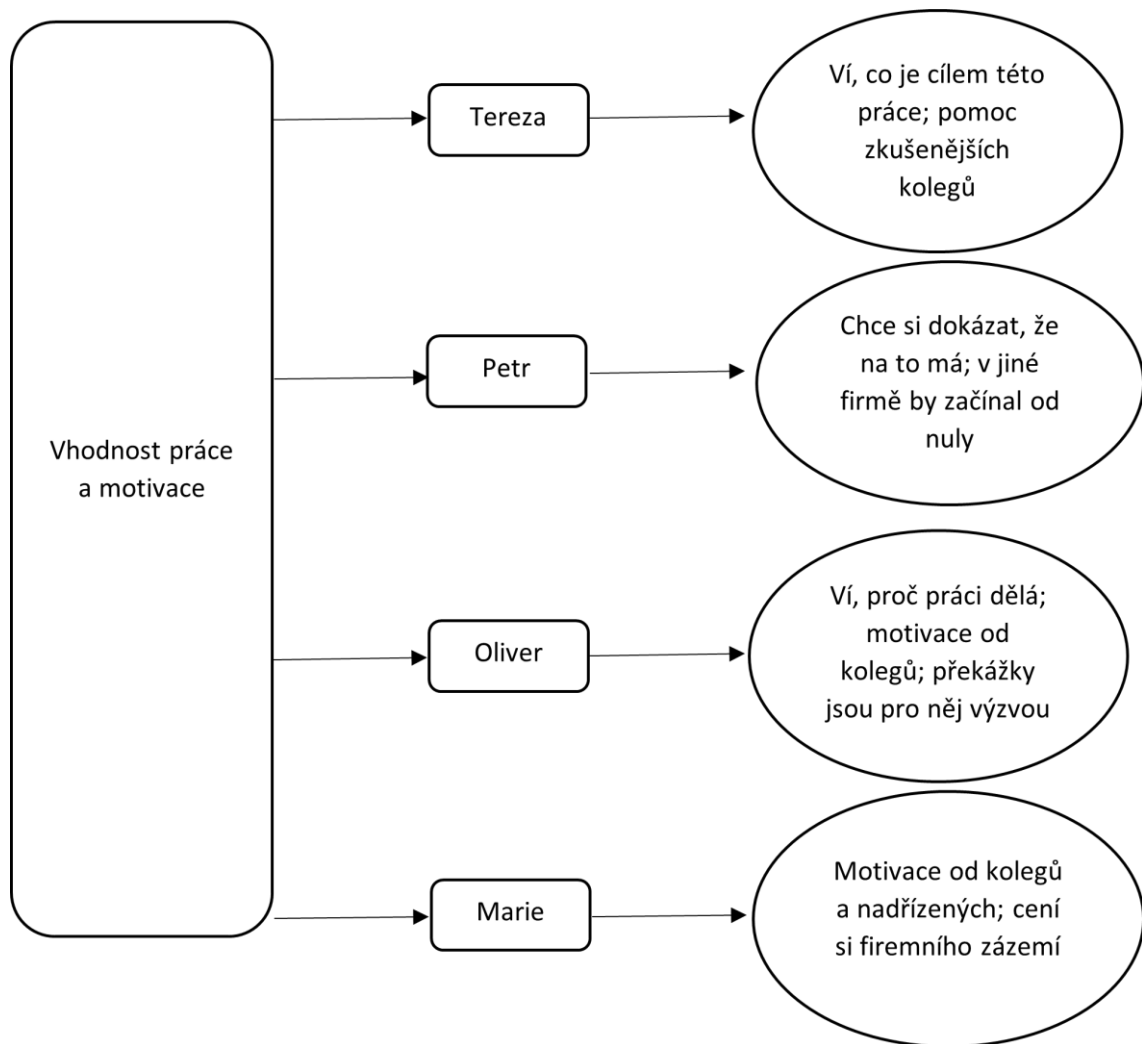 Vhodnost práce
a motivace
Tereza
Ví, co je cílem této
práce; pomoc
zkušenějších
kolegů
Petr
Chce si dokázat, že
na to má; v jiné
firmě by začínal od
nuly
Oliver
Ví, proč práci dělá;
motivace od
kolegů; překážky
jsou pro něj výzvou
Marie
Motivace od kolegů
a nadřízených; cení
si firemního zázemí